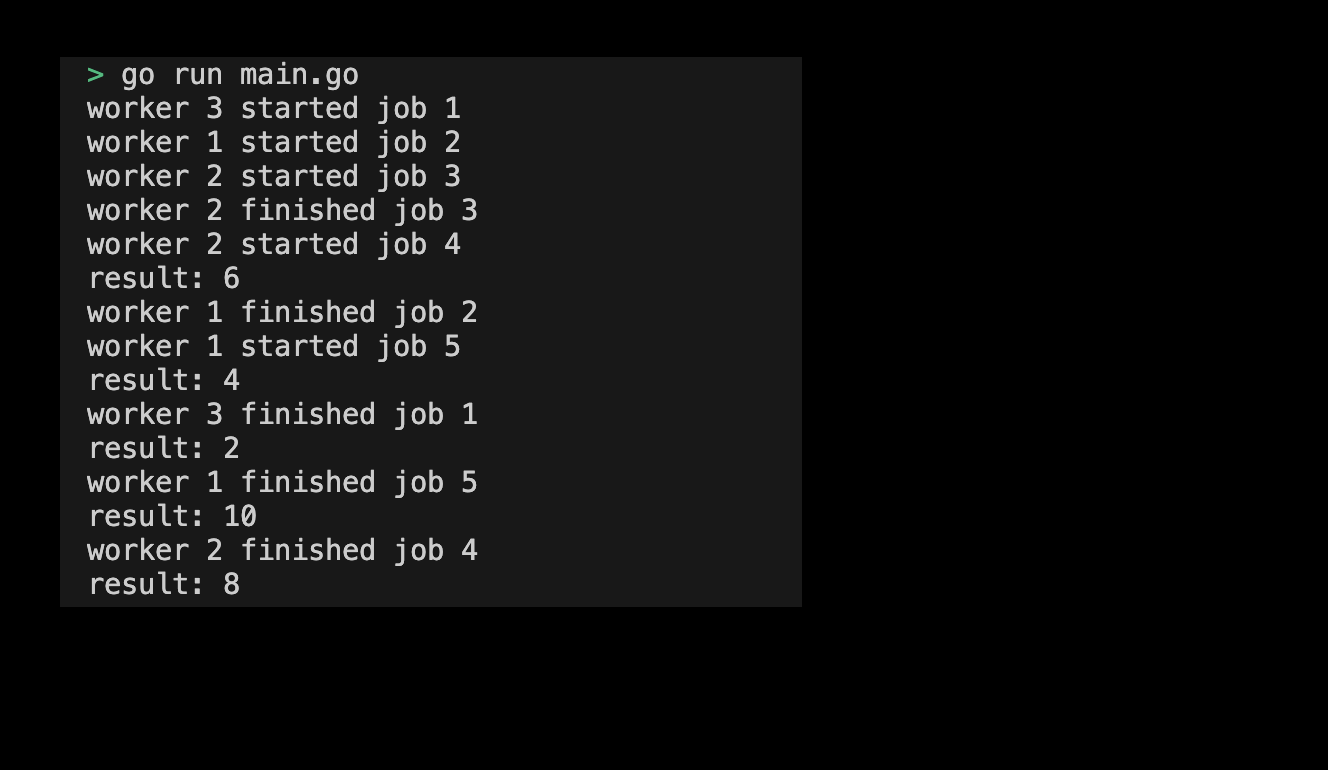 > go run main.go
worker 3 started job 1
worker 1 started job 2
worker 2 started job 3
worker 2 finished job 3
worker 2 started job 4
result: 6
worker 1 finished job 2
worker 1 started job 5
result: 4
worker 3 finished job 1
result: 2
worker 1 finished job 5
result: 10
worker 2 finished job 4
result: 8